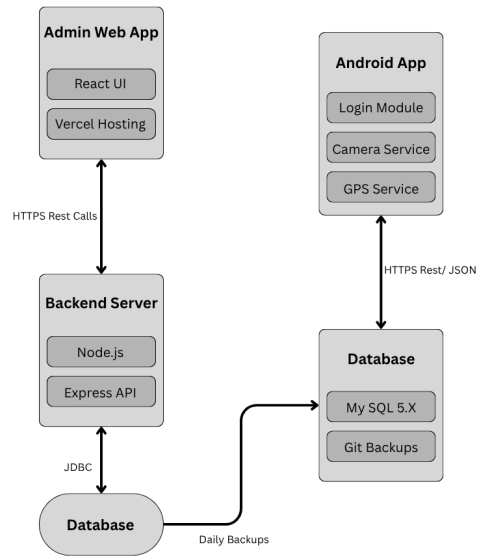 Admin Web App
React UI
Vercel Hosting
HTTPS Rest Calls
Backend Server
Node.js
Express API
JDBC
Database
Daily Backups
Android App
Login Module
Camera Service
GPS Service
HTTPS Rest/ JSON
Database
My SQL 5.X
Git Backups